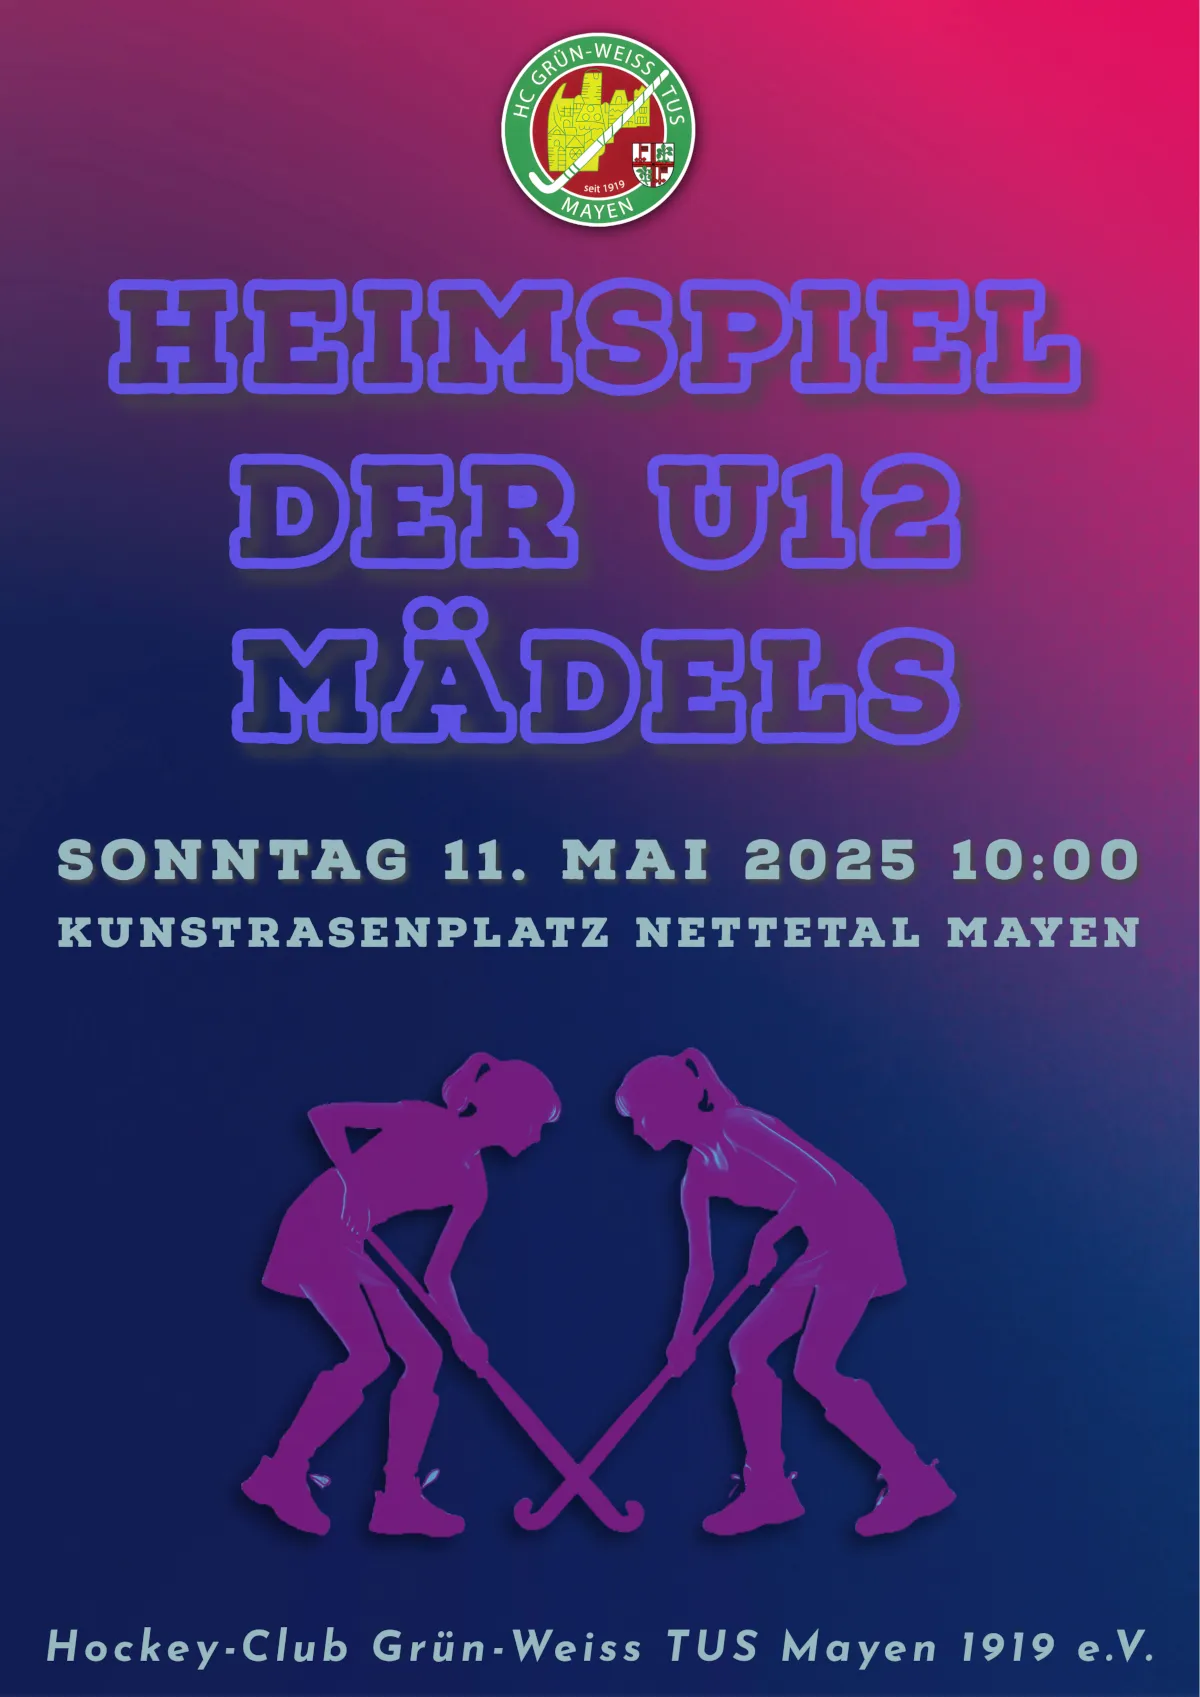 HC GRÜN-WEISS TUS
seit 1919
MAYEN
HEIMSPIEL
DER U12
MÄDELS
SONNTAG 11. MAI 2025 10:00
KUNSTRASENPLATZ NETTETAL MAYEN
Hockey-Club Grün-Weiss TUS Mayen 1919 e.V.